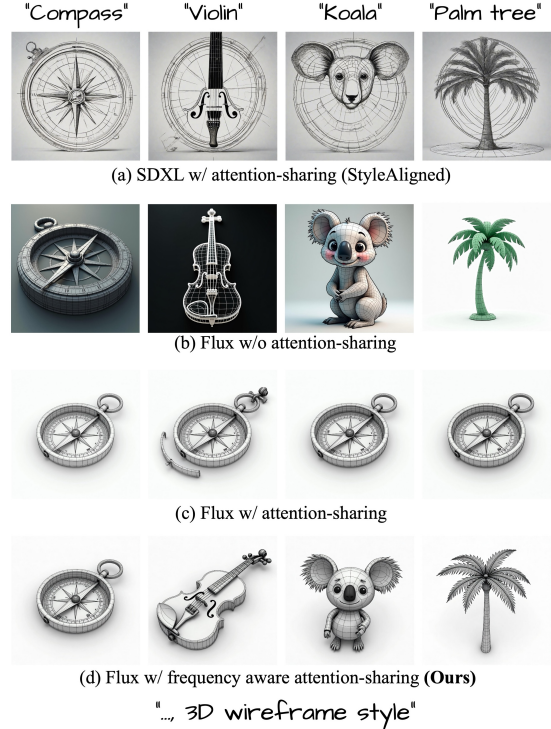 "Compass" "Violin" "Koala" "Palm tree"
(a) SDXL w/ attention-sharing (StyleAligned)
(b) Flux w/o attention-sharing
(c) Flux w/ attention-sharing
(d) Flux w/ frequency aware attention-sharing (Ours)
"..., 3D wireframe style"